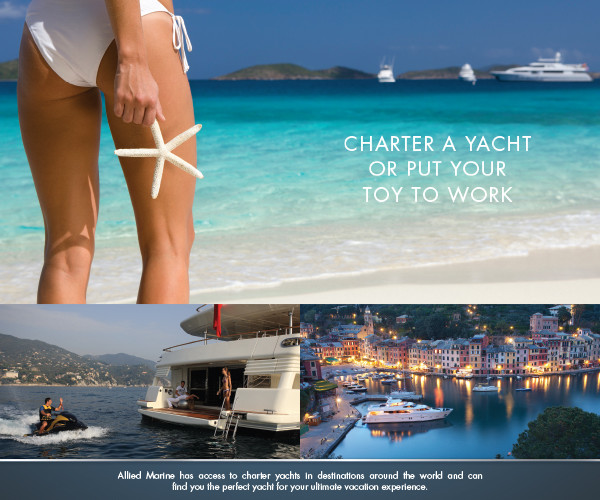 CHARTER A YACHT
OR PUT YOUR
TOY TO WORK
Allied Marine has access to charter yachts in destinations around the world and can
find you the perfect yacht for your ultimate vacation experience.